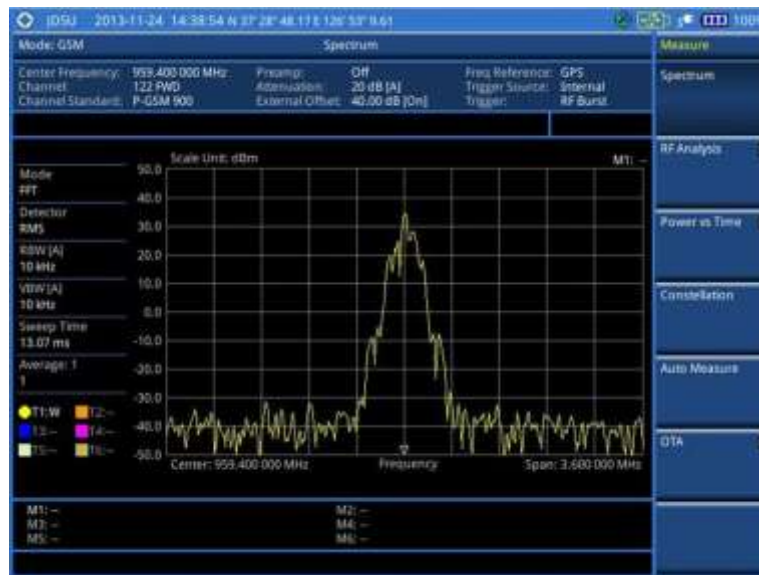 JDSU 2013-11-24 14:38:54 N 37° 28' 48.17 E 126° 53' 9.61 100%
Mode: GSM Spectrum Measure
Center Frequency: 959.400 000 MHz Preamp: Off Freq Reference: GPS
Channel: 122 FWD Attenuation: 20 dB [A] Trigger Source: Internal
Channel Standard: P-GSM 900 External Offset: 40.00 dB [On] Trigger: RF Burst
Spectrum
RF Analysis
Power vs Time
Constellation
Auto Measure
OTA
Scale Unit: dBm M1: --
Mode
FFT
Detector
RMS
RBW [A]
10 kHz
VBW [A]
10 kHz
Sweep Time
13.07 ms
Average: 1
1
T1:W T2:--
T3:-- T4:--
T5:-- T6:--
50.0
40.0
30.0
20.0
10.0
0.0
-10.0
-20.0
-30.0
-40.0
-50.0
Center: 959.400 000 MHz Frequency Span: 3.600 000 MHz
M1: -- M2: --
M3: -- M4: --
M5: -- M6: --